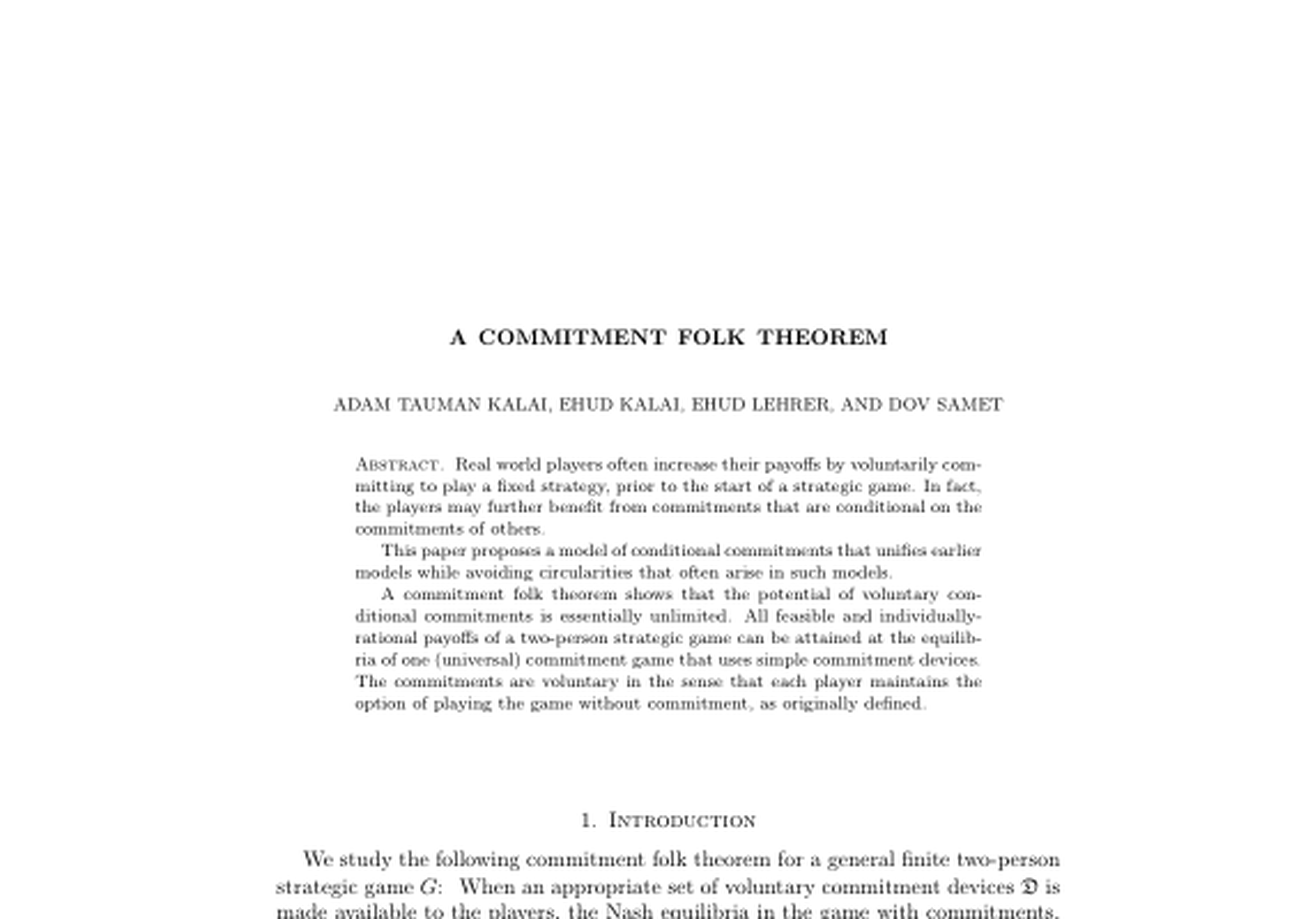 A COMMITMENT FOLK THEOREM
ADAM TAUMAN KALAI, EHUD KALAI, EHUD LEHRER, AND DOV SAMET
ABSTRACT. Real world players often increase their payoffs by voluntarily com-
mitting to play a fixed strategy, prior to the start of a strategic game. In fact,
the players may further benefit from commitments that are conditional on the
commitments of others.
This paper proposes a model of conditional commitments that unifies earlier
models while avoiding circularities that often arise in such models.
A commitment folk theorem shows that the potential of voluntary con-
ditional commitments is essentially unlimited. All feasible and individually-
rational payoffs of a two-person strategic game can be attained at the equilib-
ria of one (universal) commitment game that uses simple commitment devices.
The commitments are voluntary in the sense that each player maintains the
option of playing the game without commitment, as originally defined.
1. INTRODUCTION
We study the following commitment folk theorem for a general finite two-person
strategic game G: When an appropriate set of voluntary commitment devices 𝔇 is
made available to the players, the Nash equilibria in the game with commitments,